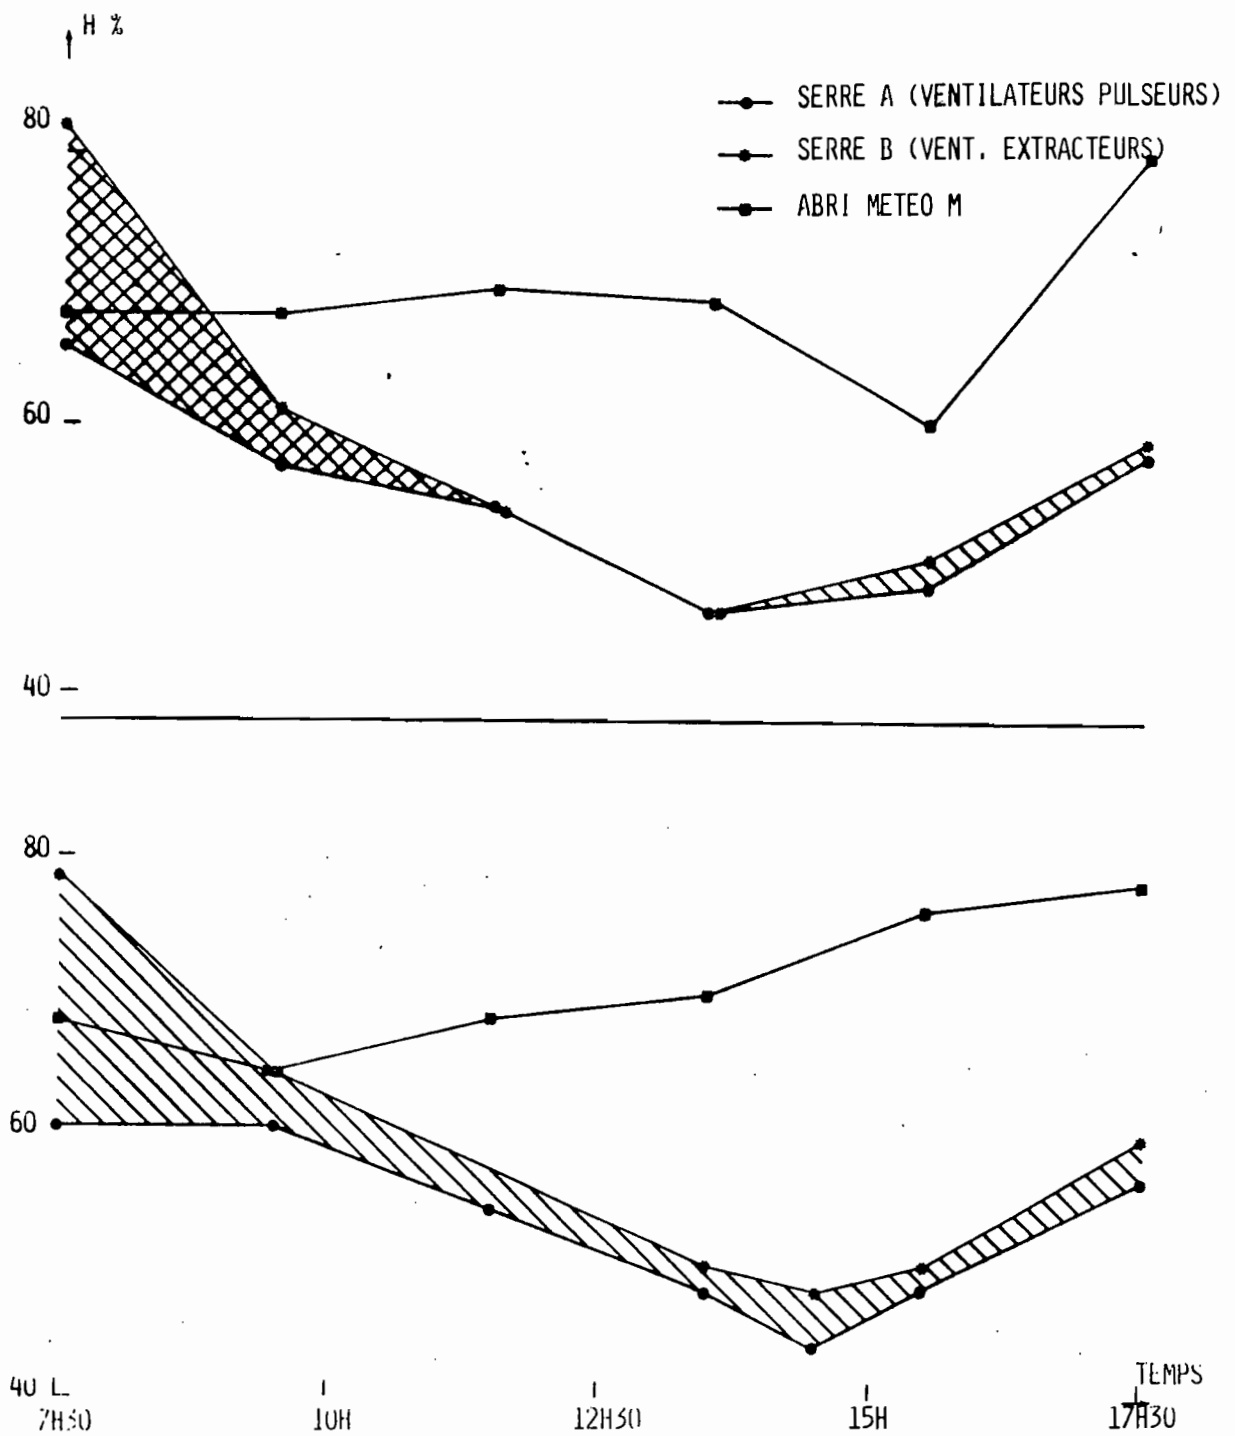 H %
80
SERRE A (VENTILATEURS PULSEURS)
SERRE B (VENT. EXTRACTEURS)
ABRI METEO M
60
40
80
60
40
TEMPS
7H30 10H 12H30 15H 17H30